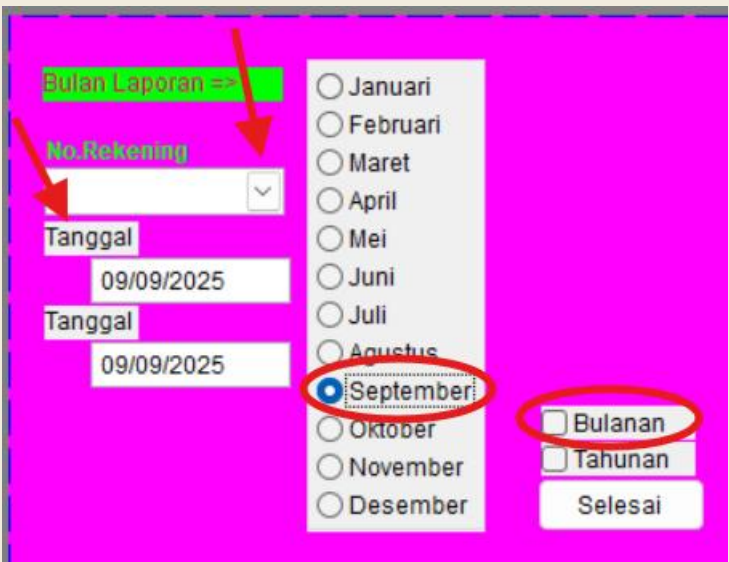 Bulan Laporan =>
No.Rekening
Tanggal
09/09/2025
Tanggal
09/09/2025
Januari
Februari
Maret
April
Mei
Juni
Juli
Agustus
September
Oktober
November
Desember
Bulanan
Tahunan
Selesai